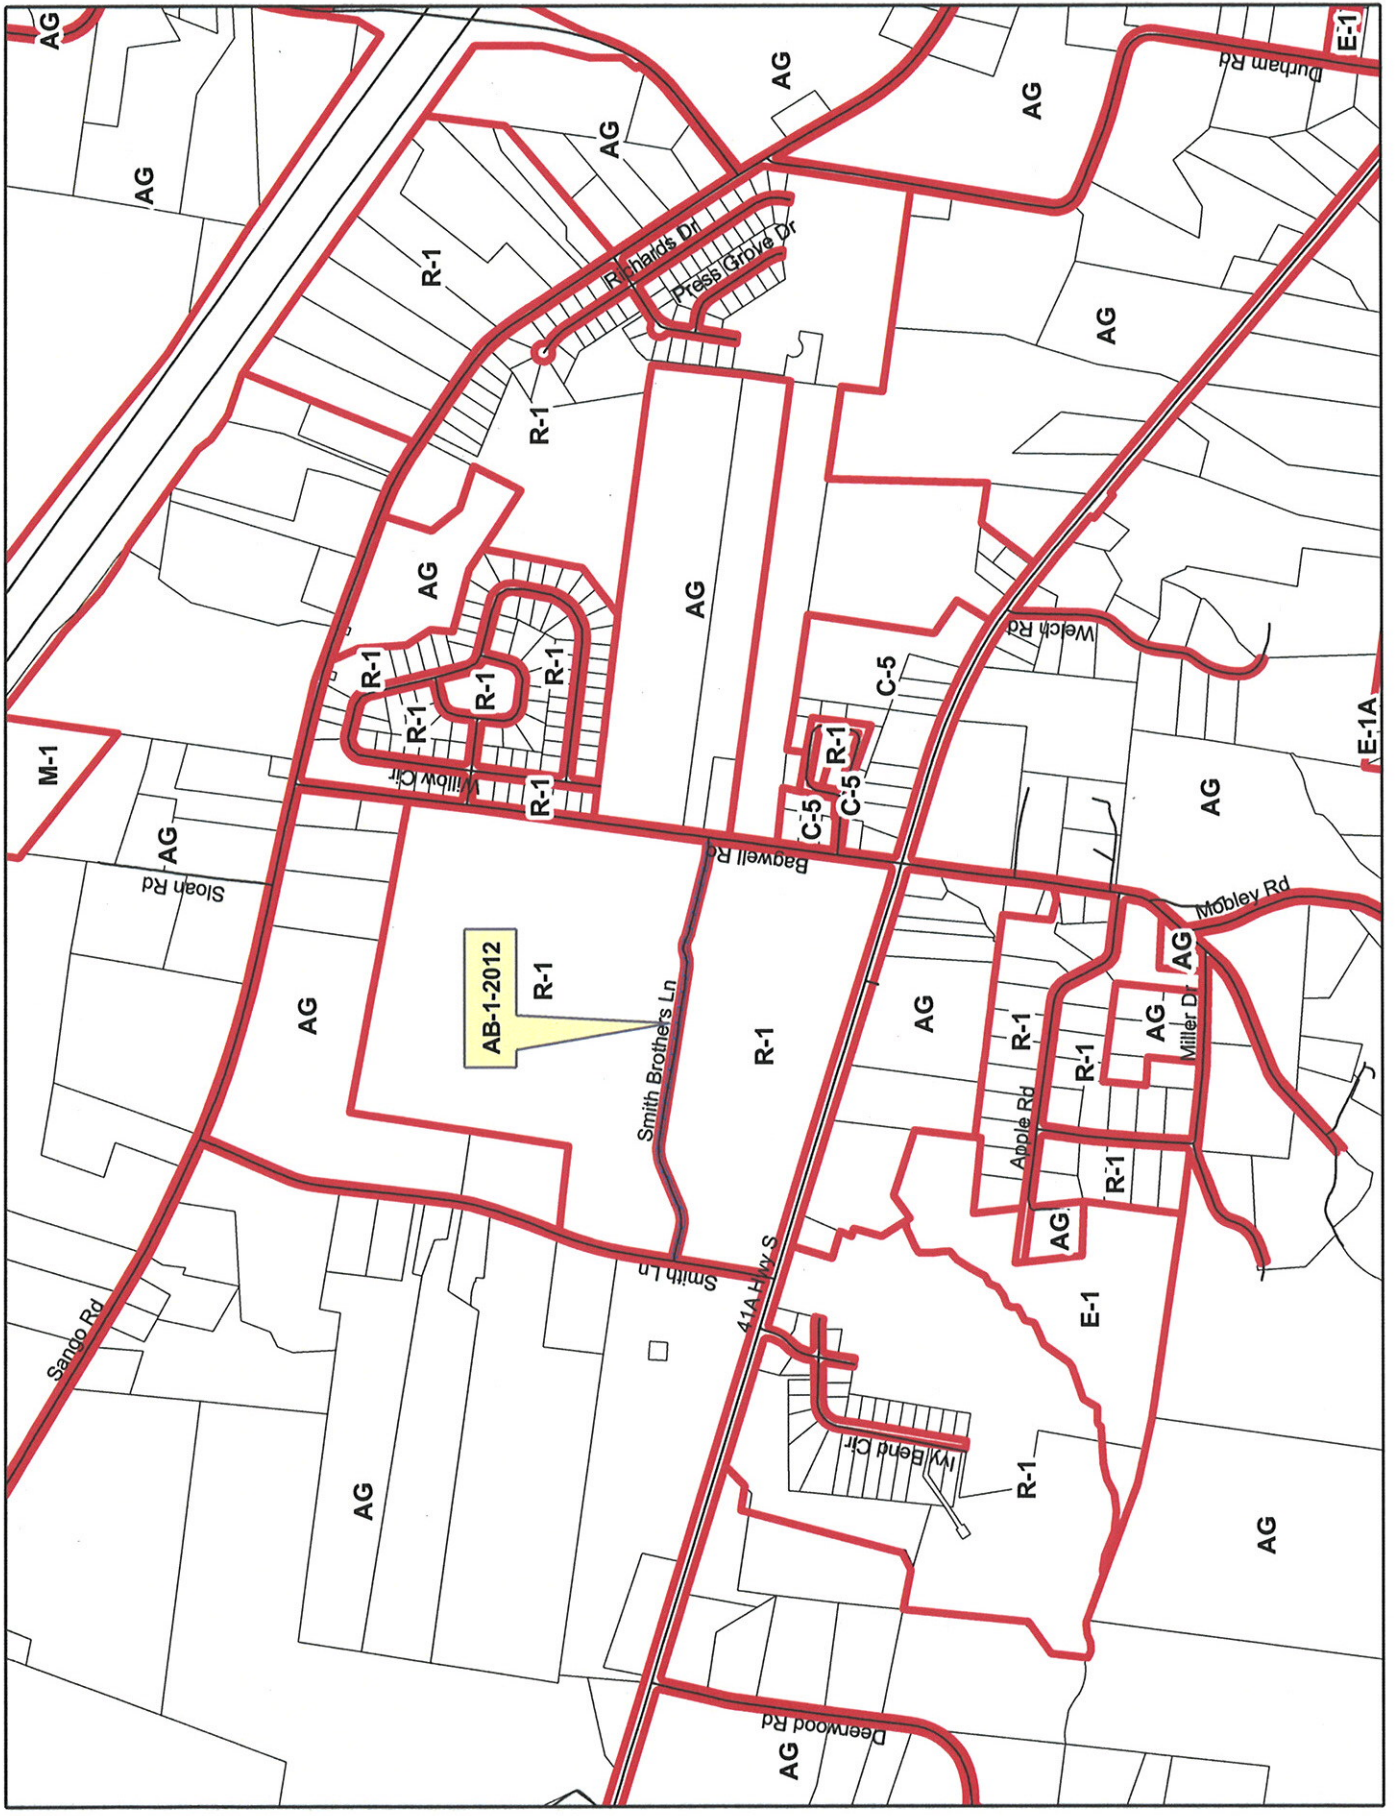 AG
M-1
Sango Rd
AG
AG
Sloan Rd
AG
AG
R-1
R-1
Willow Cir
AG
R-1
R-1
AB-1-2012
R-1
R-1
R-1
R-1
AG
Smith Brothers Ln
Richards Dr
Smith Ln
AG
Press Grove Dr
41A Hwy S
Bagwell Rd
R-1
AG
AG
C-5
Deerwood Rd
R-1
C-5
C-5
Ivy Bend Cir
AG
Apple Rd
R-1
R-1
AG
Welch Rd
AG
R-1
E-1
AG
R-1
AG
AG
Miller Dr
AG
Mobley Rd
AG
Durham Rd
E-1A
E-1